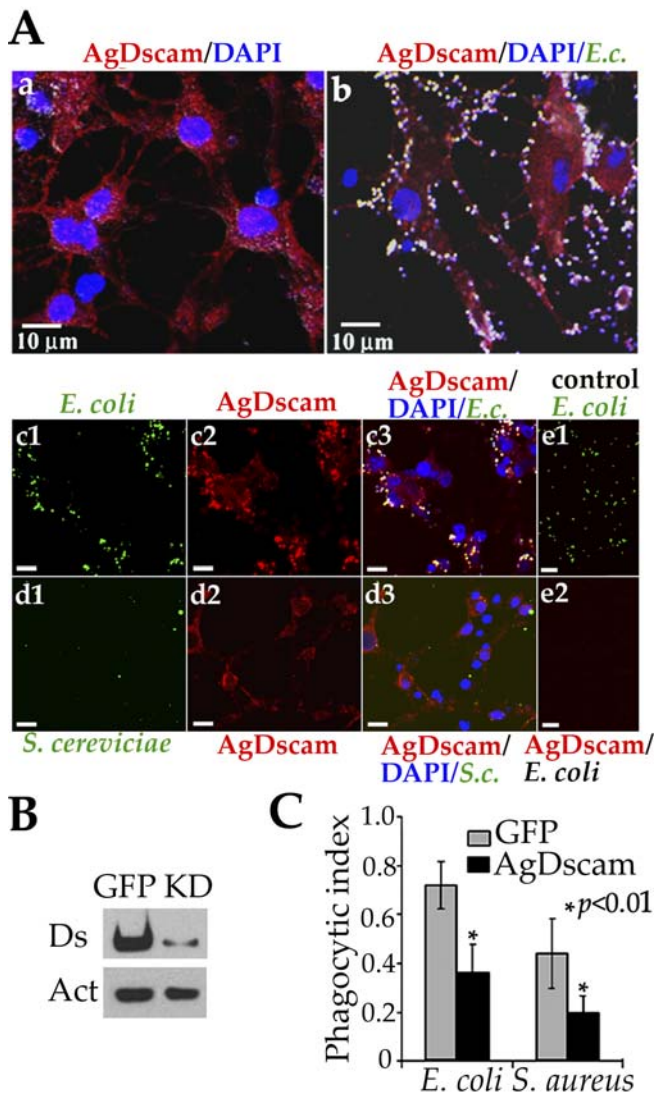 A
AgDscam/DAPI
AgDscam/DAPI/E.c.
a
b
10 µm
10 µm
E. coli
AgDscam
AgDscam/
DAPI/E.c.
control
E. coli
c1
c2
c3
e1
d1
d2
d3
e2
S. cereviciae
AgDscam
AgDscam/
DAPI/S.c.
AgDscam/
E. coli
B
GFP KD
Ds
Act
C
Phagocytic index
1.0
0.8
0.6
0.4
0.2
0
GFP
AgDscam
*p<0.01
*
*
E. coli S. aureus